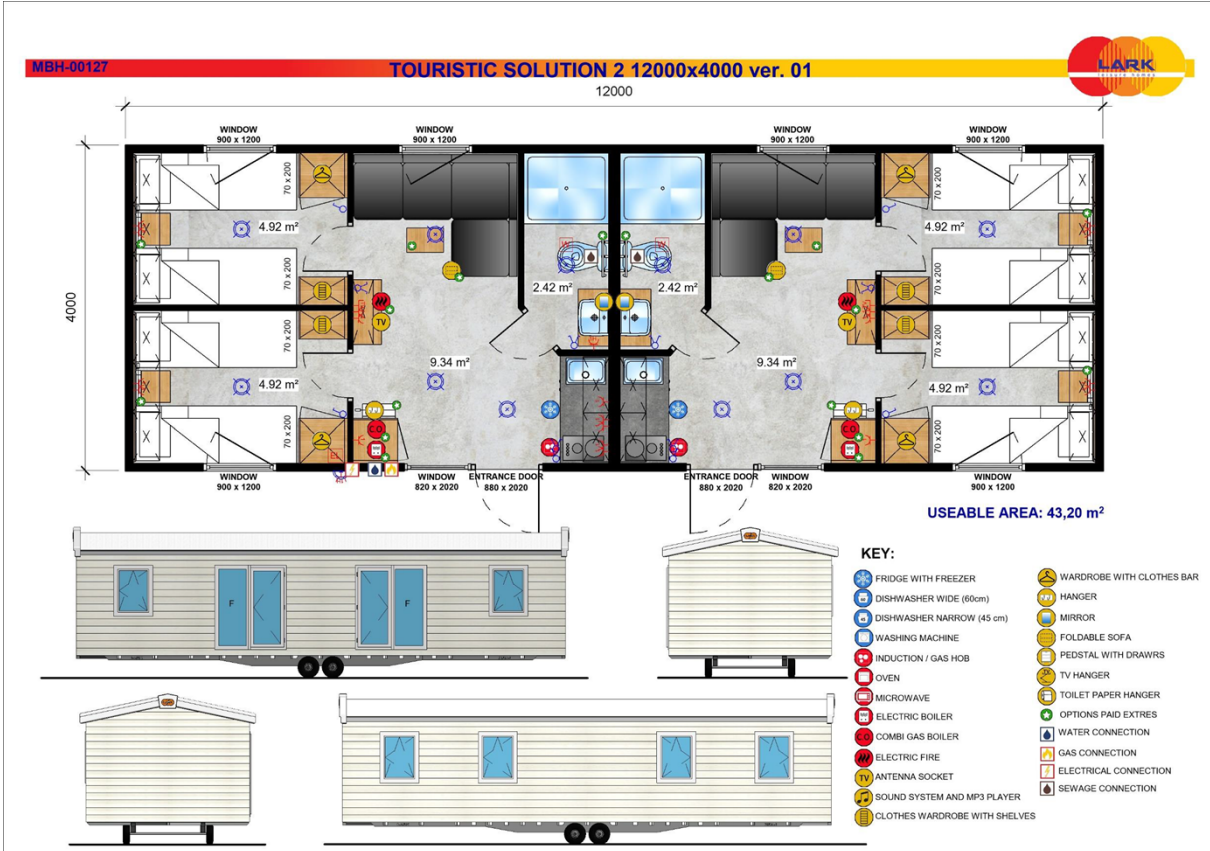 MBH-00127
TOURISTIC SOLUTION 2 12000x4000 ver. 01
LARK
leisure homes
12000
4000
WINDOW
900 x 1200
WINDOW
900 x 1200
WINDOW
900 x 1200
WINDOW
900 x 1200
70 x 200
70 x 200
4.92 m²
4.92 m²
70 x 200
70 x 200
W
W
2.42 m²
2.42 m²
70 x 200
70 x 200
TV
TV
9.34 m²
9.34 m²
4.92 m²
4.92 m²
70 x 200
70 x 200
C.O
C.O
EL
WINDOW
900 x 1200
WINDOW
820 x 2020
ENTRANCE DOOR
880 x 2020
ENTRANCE DOOR
880 x 2020
WINDOW
820 x 2020
WINDOW
900 x 1200
USEABLE AREA: 43,20 m²
F
F
KEY:
FRIDGE WITH FREEZER
DISHWASHER WIDE (60cm)
DISHWASHER NARROW (45 cm)
WASHING MACHINE
INDUCTION / GAS HOB
OVEN
MICROWAVE
ELECTRIC BOILER
C.O COMBI GAS BOILER
ELECTRIC FIRE
TV ANTENNA SOCKET
SOUND SYSTEM AND MP3 PLAYER
CLOTHES WARDROBE WITH SHELVES
WARDROBE WITH CLOTHES BAR
HANGER
MIRROR
FOLDABLE SOFA
PEDSTAL WITH DRAWRS
TV HANGER
TOILET PAPER HANGER
OPTIONS PAID EXTRES
WATER CONNECTION
GAS CONNECTION
ELECTRICAL CONNECTION
SEWAGE CONNECTION